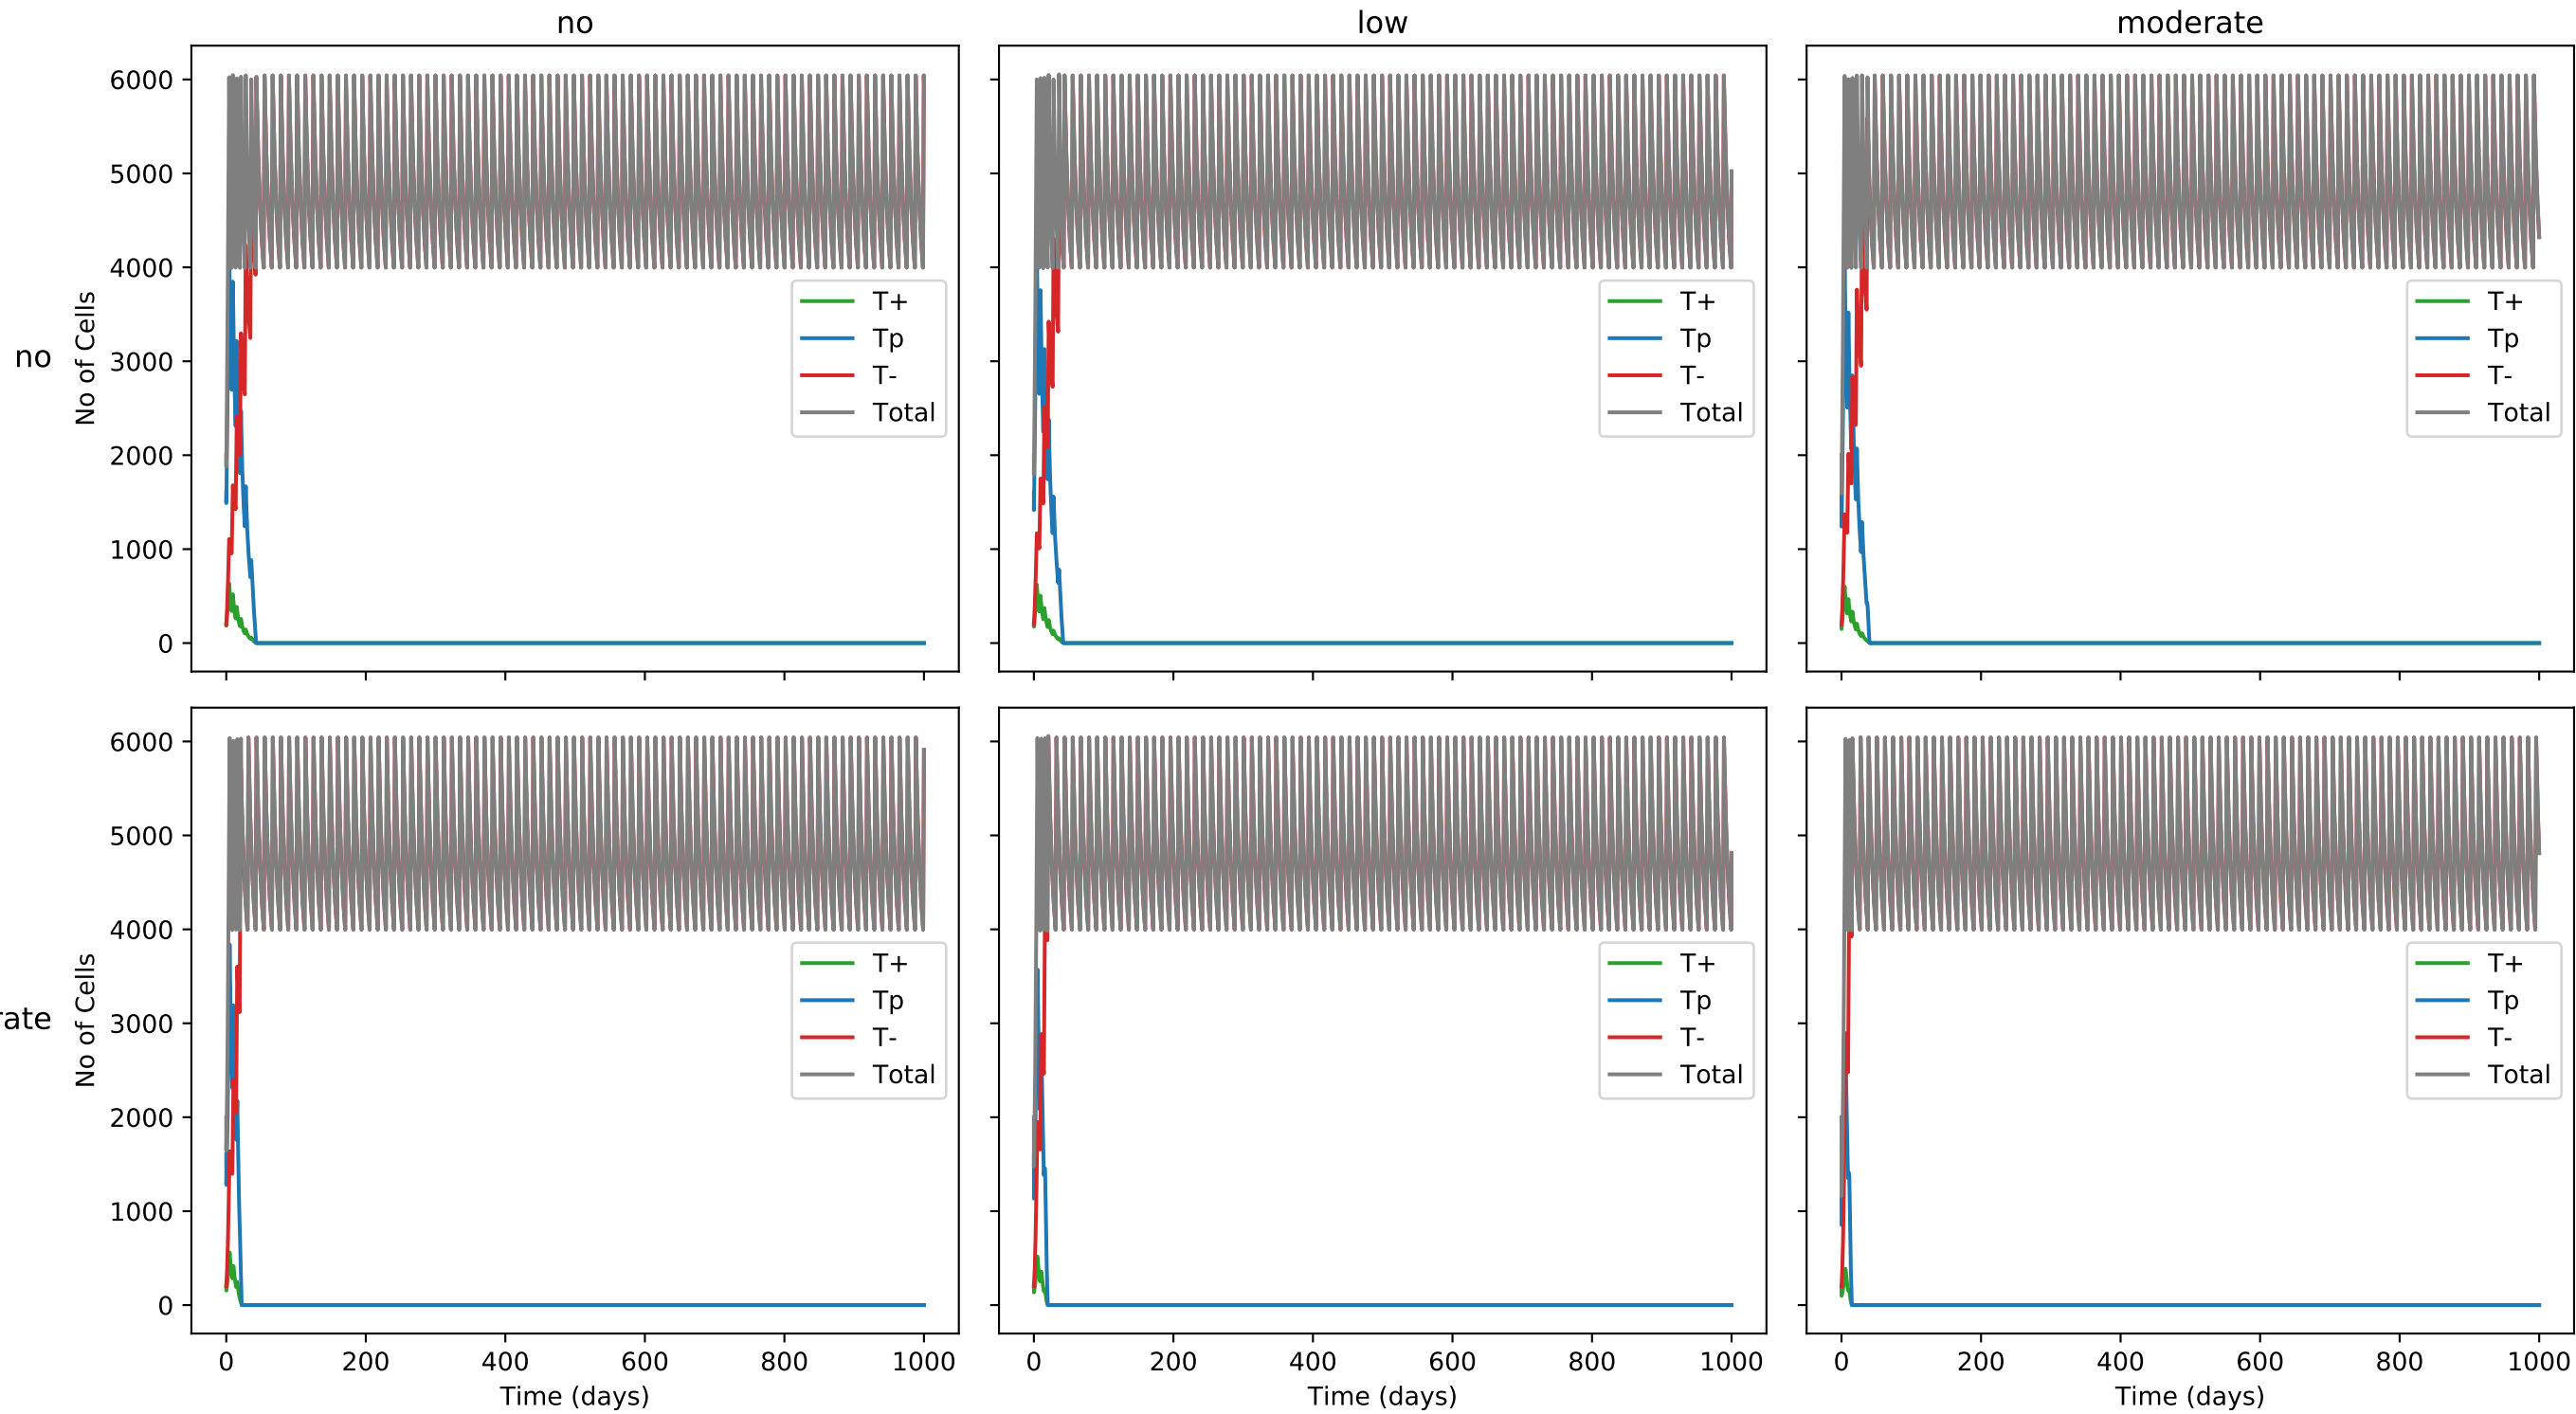 no
low
moderate
6000
5000
4000
3000
2000
1000
0
No of Cells
no
T+
Tp
T-
Total
T+
Tp
T-
Total
T+
Tp
T-
Total
6000
5000
4000
3000
2000
1000
0
No of Cells
rate
T+
Tp
T-
Total
T+
Tp
T-
Total
T+
Tp
T-
Total
0 200 400 600 800 1000
0 200 400 600 800 1000
0 200 400 600 800 1000
Time (days)
Time (days)
Time (days)